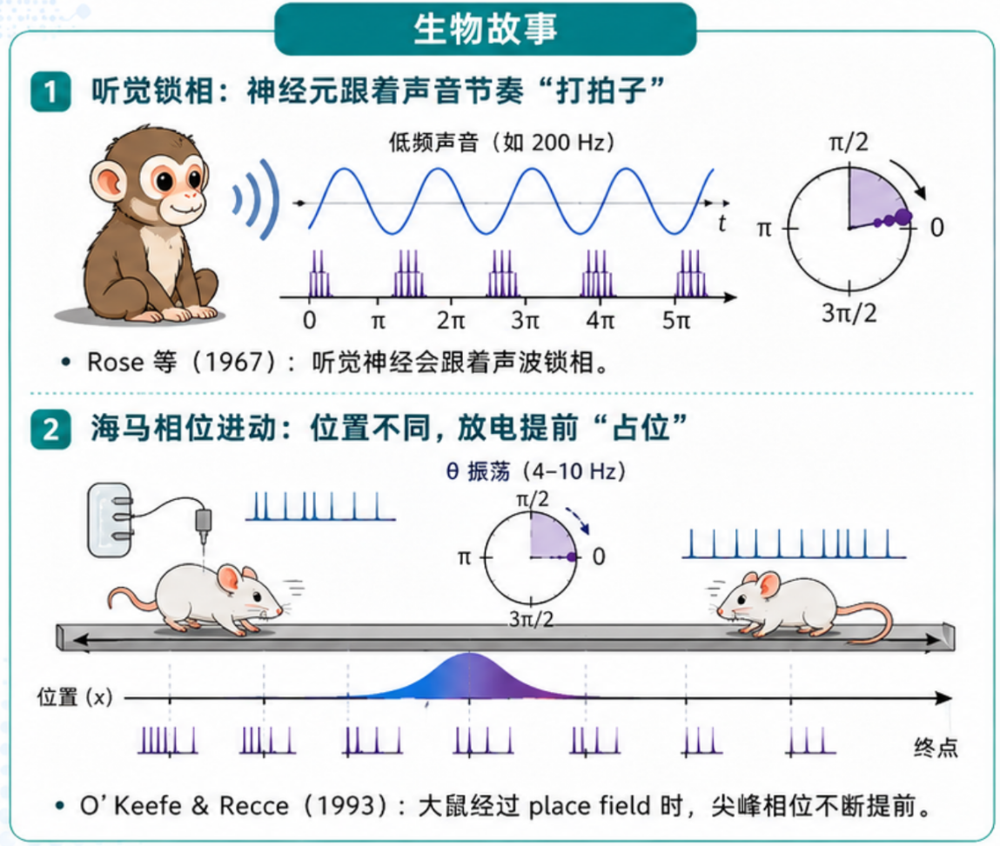 生物故事
1 听觉锁相：神经元跟着声音节奏“打拍子”
低频声音（如 200 Hz）
t
0 π 2π 3π 4π 5π
π/2
π 0
3π/2
• Rose 等（1967）：听觉神经会跟着声波锁相。
2 海马相位进动：位置不同，放电提前“占位”
θ 振荡（4–10 Hz）
π/2
π 0
3π/2
位置 (x)
终点
• O’ Keefe & Recce（1993）：大鼠经过 place field 时，尖峰相位不断提前。